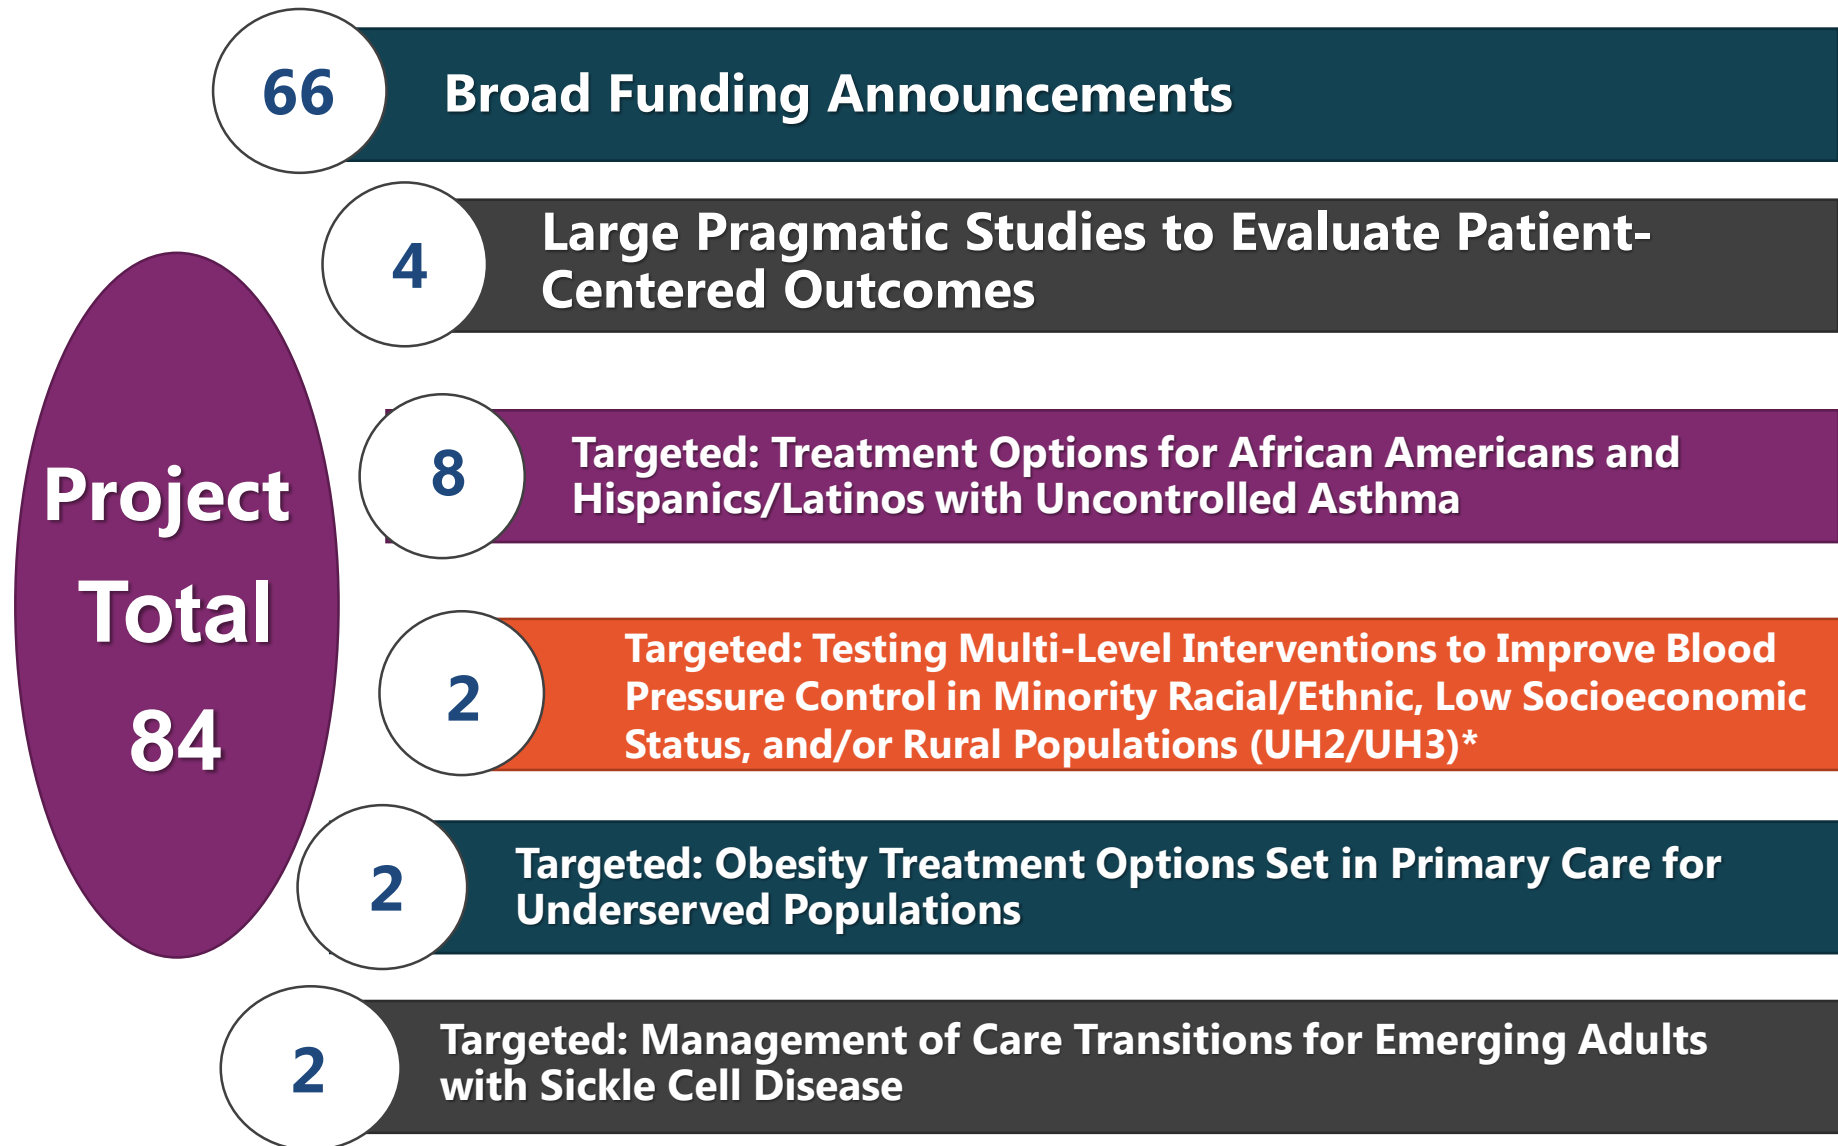 66
Broad Funding Announcements
4
Large Pragmatic Studies to Evaluate Patient-
Centered Outcomes
Project
Total
84
8
Targeted: Treatment Options for African Americans and
Hispanics/Latinos with Uncontrolled Asthma
2
Targeted: Testing Multi-Level Interventions to Improve Blood
Pressure Control in Minority Racial/Ethnic, Low Socioeconomic
Status, and/or Rural Populations (UH2/UH3)*
2
Targeted: Obesity Treatment Options Set in Primary Care for
Underserved Populations
2
Targeted: Management of Care Transitions for Emerging Adults
with Sickle Cell Disease